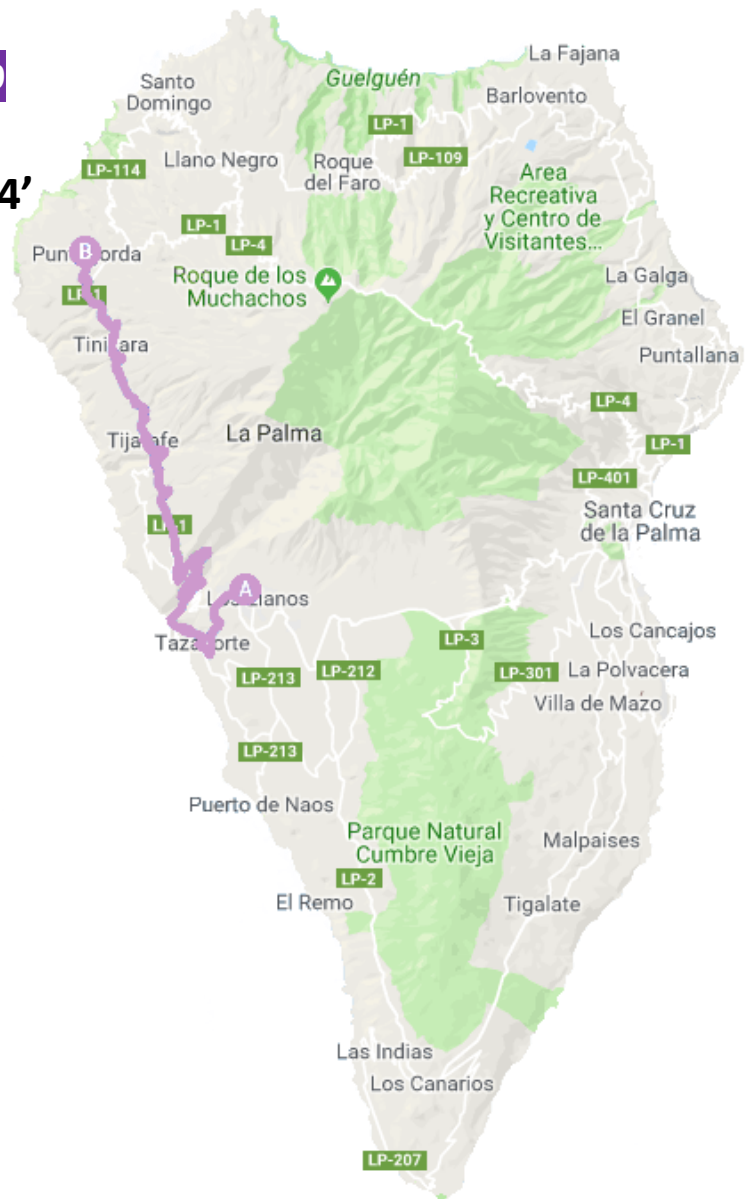 La Fajana
Guelguén
Santo
Domingo
Barlovento
LP-1
LP-109
Llano Negro
Roque
del Faro
LP-114
Area
Recreativa
y Centro de
Visitantes...
4’
LP-1
LP-4
B
Roque de los
Muchachos
La Galga
El Granel
Puntallana
LP-4
La Palma
LP-1
LP-401
Santa Cruz
de la Palma
A
Los Cancajos
LP-3
LP-213
LP-212
LP-301
La Polvacera
Villa de Mazo
LP-213
Puerto de Naos
Parque Natural
Cumbre Vieja
Malpaises
LP-2
El Remo
Tigalate
Las Indias
Los Canarios
LP-207